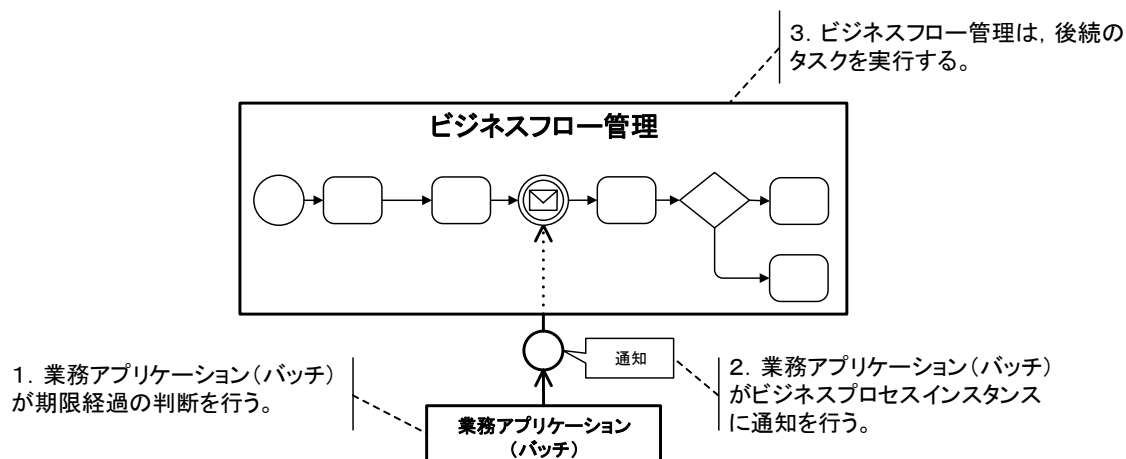 3．ビジネスフロー管理は，後続の
タスクを実行する。
ビジネスフロー管理
通知
1．業務アプリケーション（バッチ）
が期限経過の判断を行う。
2．業務アプリケーション（バッチ）
がビジネスプロセスインスタンス
に通知を行う。
業務アプリケーション
（バッチ）